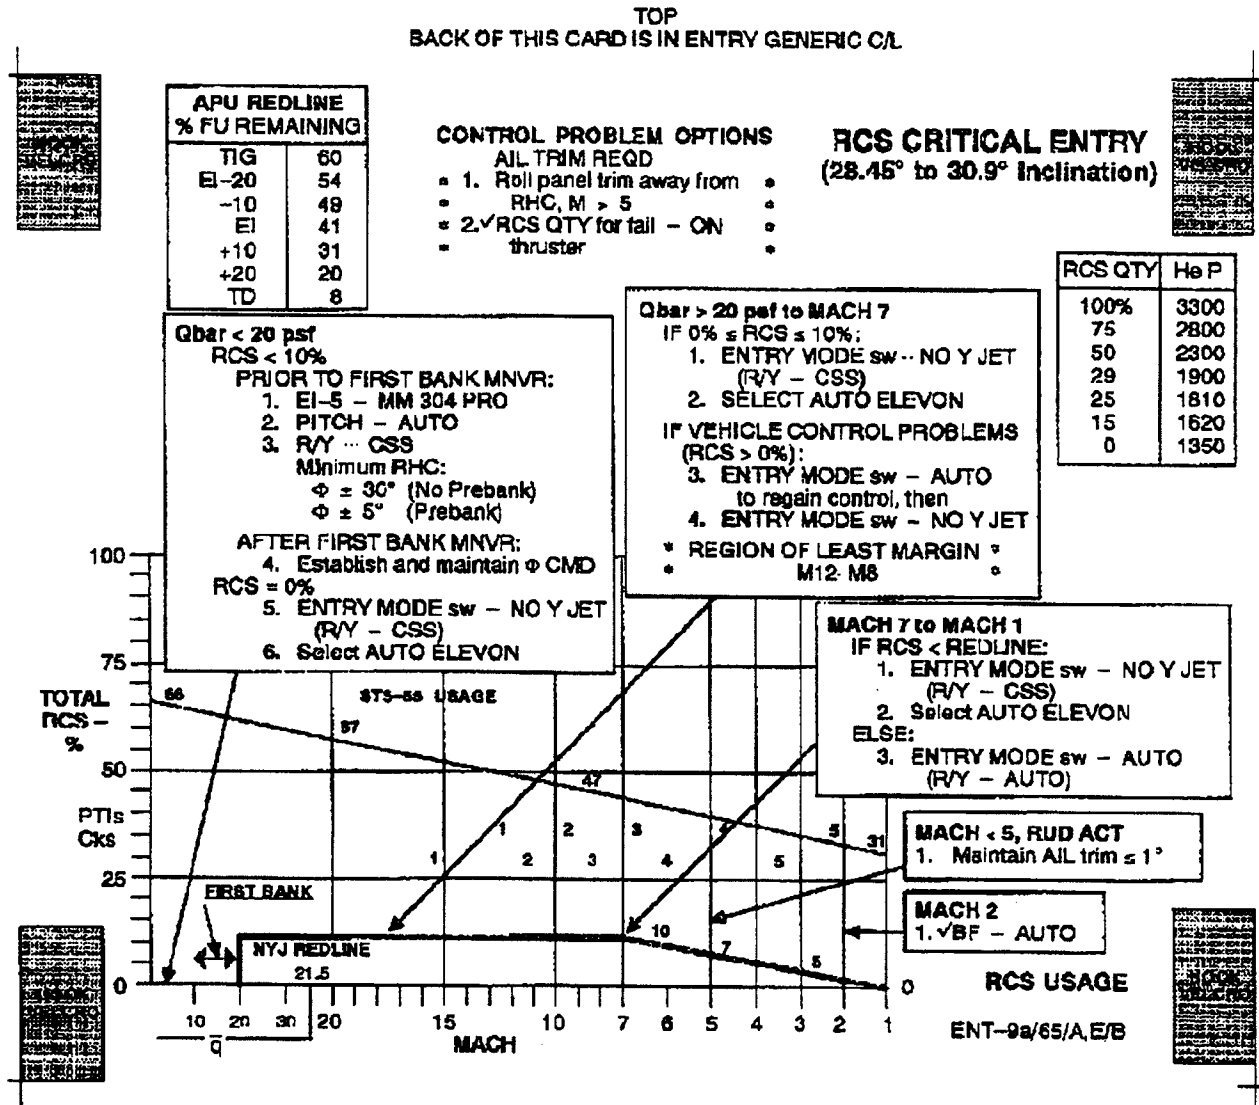 TOP
BACK OF THIS CARD IS IN ENTRY GENERIC C/L
APU REDLINE
% FU REMAINING
TIG 60
EI-20 54
-10 49
EI 41
+10 31
+20 20
TD 8
CONTROL PROBLEM OPTIONS
AIL TRIM REQD
* 1. Roll panel trim away from *
* RHC, M > 5 *
* 2.√RCS QTY for fail - ON *
* thruster *
RCS CRITICAL ENTRY
(28.45° to 30.9° Inclination)
RCS QTY He P
100% 3300
75 2800
50 2300
29 1900
25 1810
15 1620
0 1350
Qbar < 20 psf
RCS < 10%
PRIOR TO FIRST BANK MNVR:
1. EI-5 - MM 304 PRO
2. PITCH - AUTO
3. R/Y - CSS
Minimum RHC:
Φ ± 30° (No Prebank)
Φ ± 5° (Prebank)
AFTER FIRST BANK MNVR:
4. Establish and maintain Φ CMD
RCS = 0%
5. ENTRY MODE sw - NO Y JET
(R/Y - CSS)
6. Select AUTO ELEVON
Qbar > 20 psf to MACH 7
IF 0% ≤ RCS ≤ 10%:
1. ENTRY MODE sw - NO Y JET
(R/Y - CSS)
2. SELECT AUTO ELEVON
IF VEHICLE CONTROL PROBLEMS
(RCS > 0%):
3. ENTRY MODE sw - AUTO
to regain control, then
4. ENTRY MODE sw - NO Y JET
* REGION OF LEAST MARGIN *
* M12- M8 *
MACH 7 to MACH 1
IF RCS < REDLINE:
1. ENTRY MODE sw - NO Y JET
(R/Y - CSS)
2. Select AUTO ELEVON
ELSE:
3. ENTRY MODE sw - AUTO
(R/Y - AUTO)
MACH < 5, RUD ACT
1. Maintain AIL trim ≤ 1°
MACH 2
1.√BF - AUTO
100
75
TOTAL
RCS -
%
50
PTIs
Cks
25
0
66
STS-
USAGE
57
47
1 2 3 4 5 31
1 2 3 4 5
FIRST BANK
NYJ REDLINE
21.5
10
7
5
0
10 20 30 20 15 10 7 6 5 4 3 2 1
q̄
MACH
RCS USAGE
ENT-9a/65/A,E/B